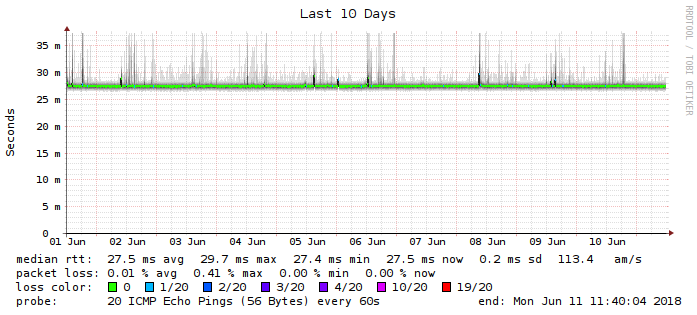 Last 10 Days
RRDTOOL / TOBI OETIKER
Seconds
35 m
30 m
25 m
20 m
15 m
10 m
5 m
0
01 Jun 02 Jun 03 Jun 04 Jun 05 Jun 06 Jun 07 Jun 08 Jun 09 Jun 10 Jun
median rtt: 27.5 ms avg 29.7 ms max 27.4 ms min 27.5 ms now 0.2 ms sd 113.4 am/s
packet loss: 0.01 % avg 0.41 % max 0.00 % min 0.00 % now
loss color: 0 1/20 2/20 3/20 4/20 10/20 19/20
probe: 20 ICMP Echo Pings (56 Bytes) every 60s end: Mon Jun 11 11:40:04 2018